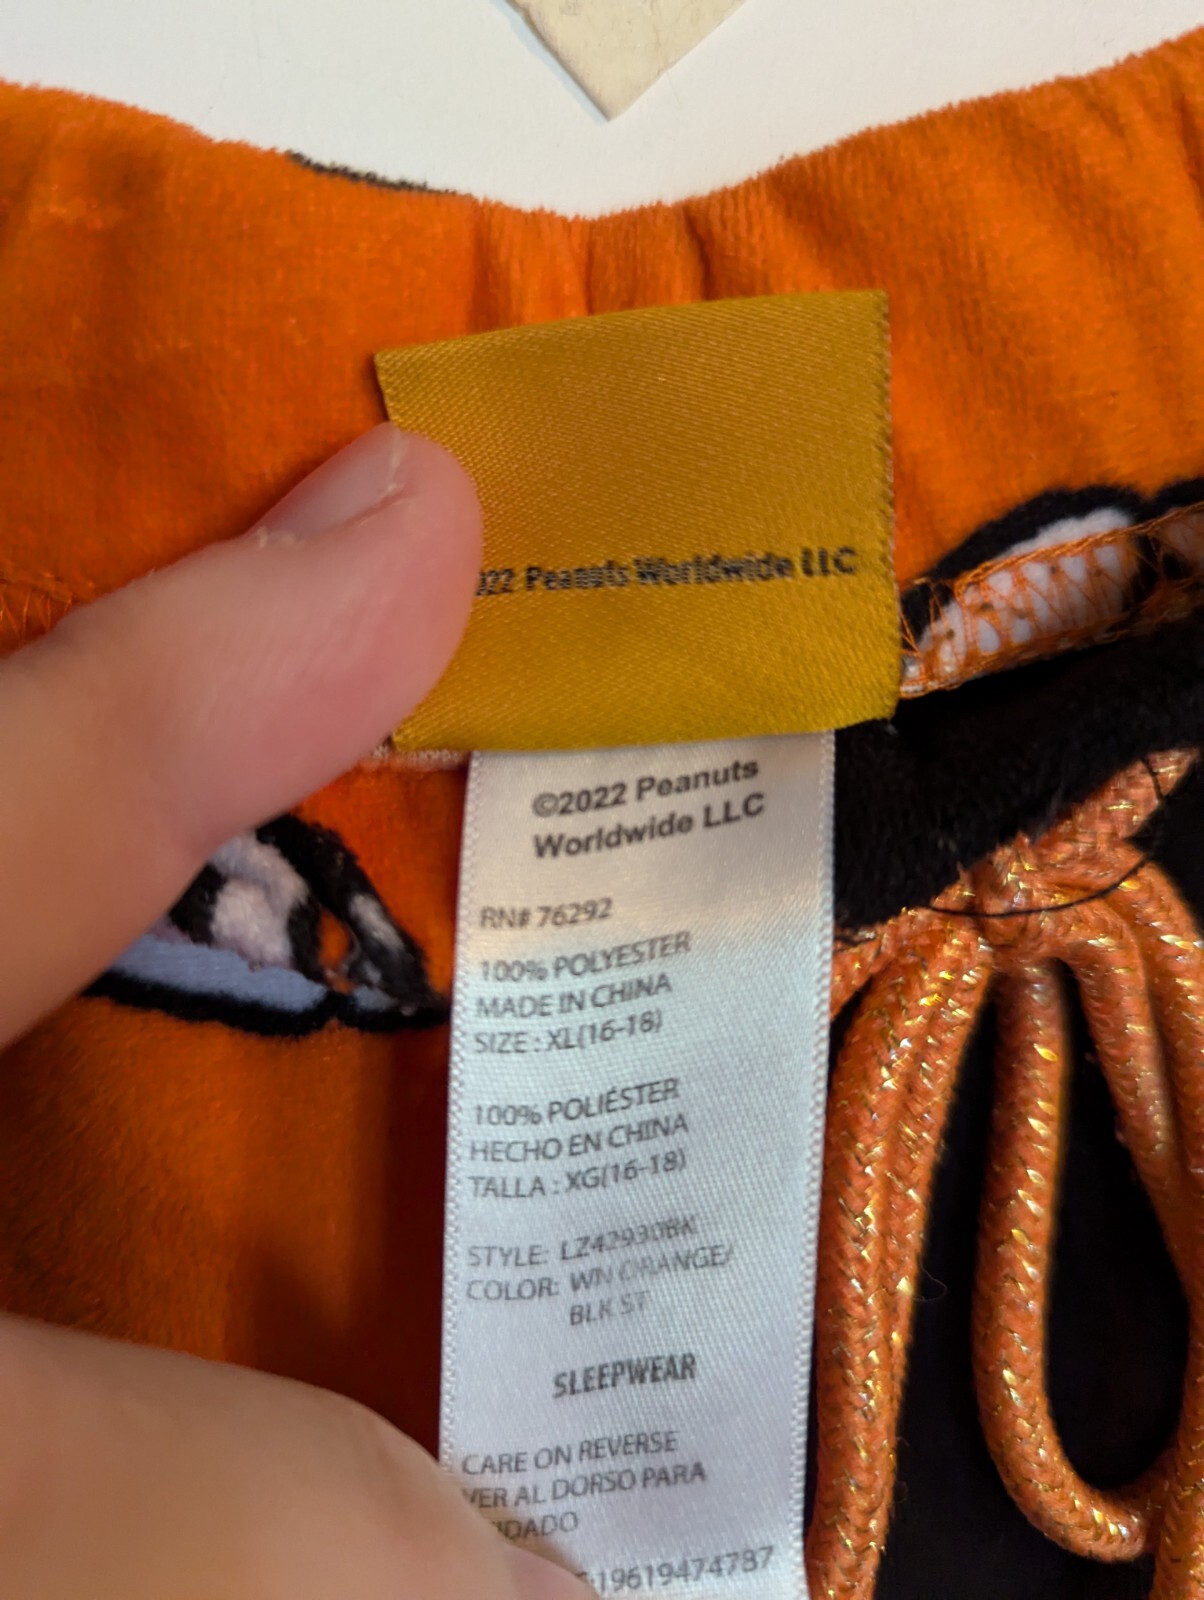 22 Peanuts Worldwide LLC
©2022 Peanuts
Worldwide LLC
RN# 76292
100% POLYESTER
MADE IN CHINA
SIZE : XL(16-18)
100% POLIÉSTER
HECHO EN CHINA
TALLA : XG(16-18)
STYLE: LZ42930BK
COLOR: WN ORANGE/
BLK ST
SLEEPWEAR
CARE ON REVERSE
VER AL DORSO PARA
IDADO
19619474787